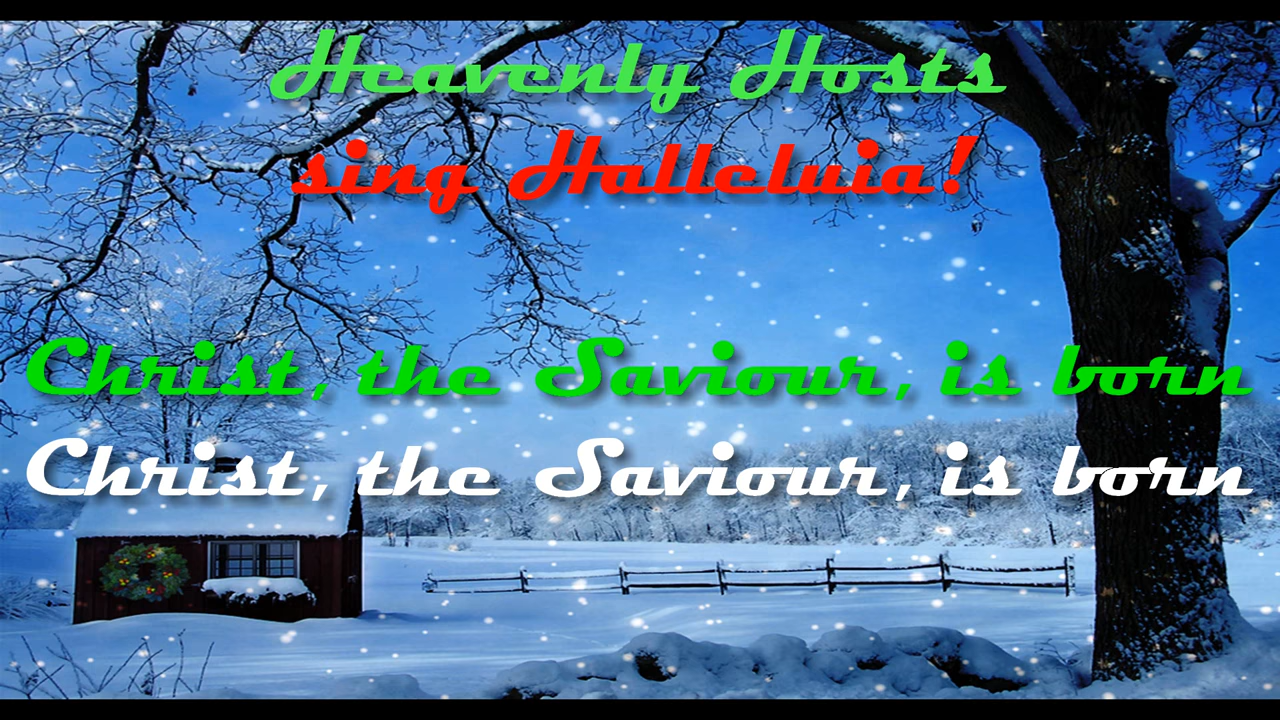 Heavenly Hosts
sing Halleluia!
Christ, the Saviour, is born
Christ, the Saviour, is born